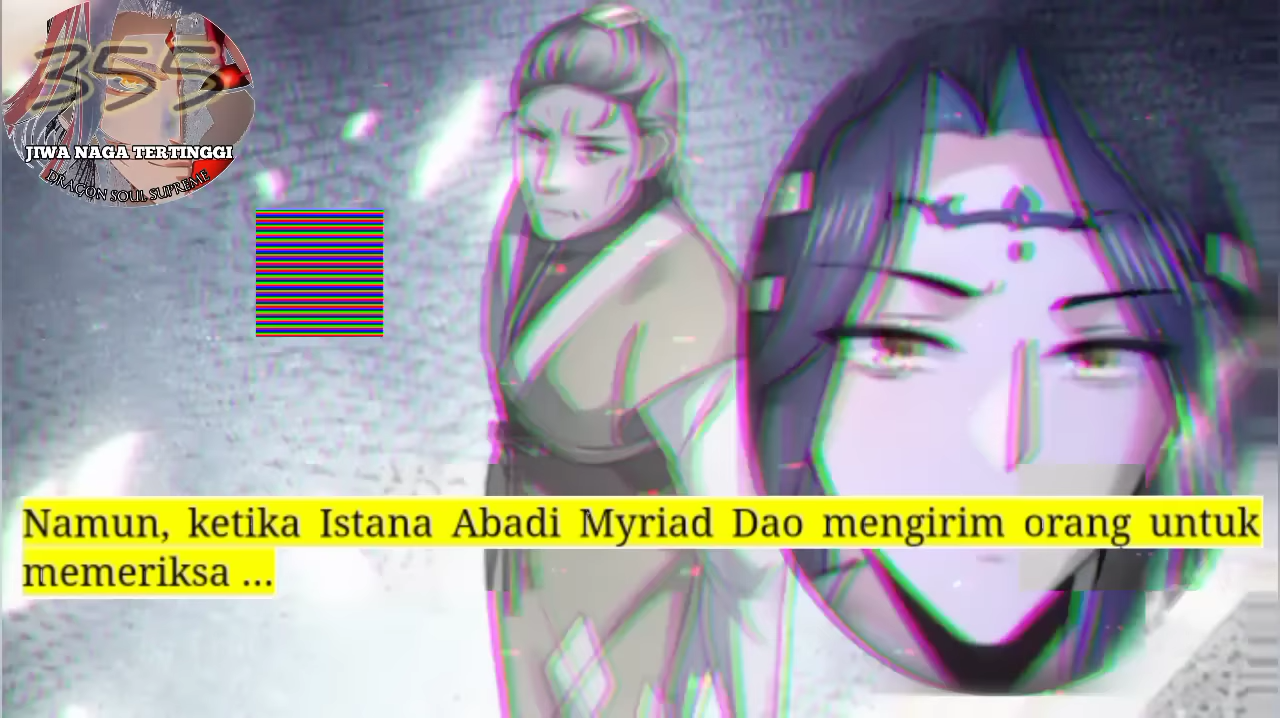 355
JIWA NAGA TERTINGGI
DRAGON SOUL SUPREME
Namun, ketika Istana Abadi Myriad Dao mengirim orang untuk
memeriksa ...